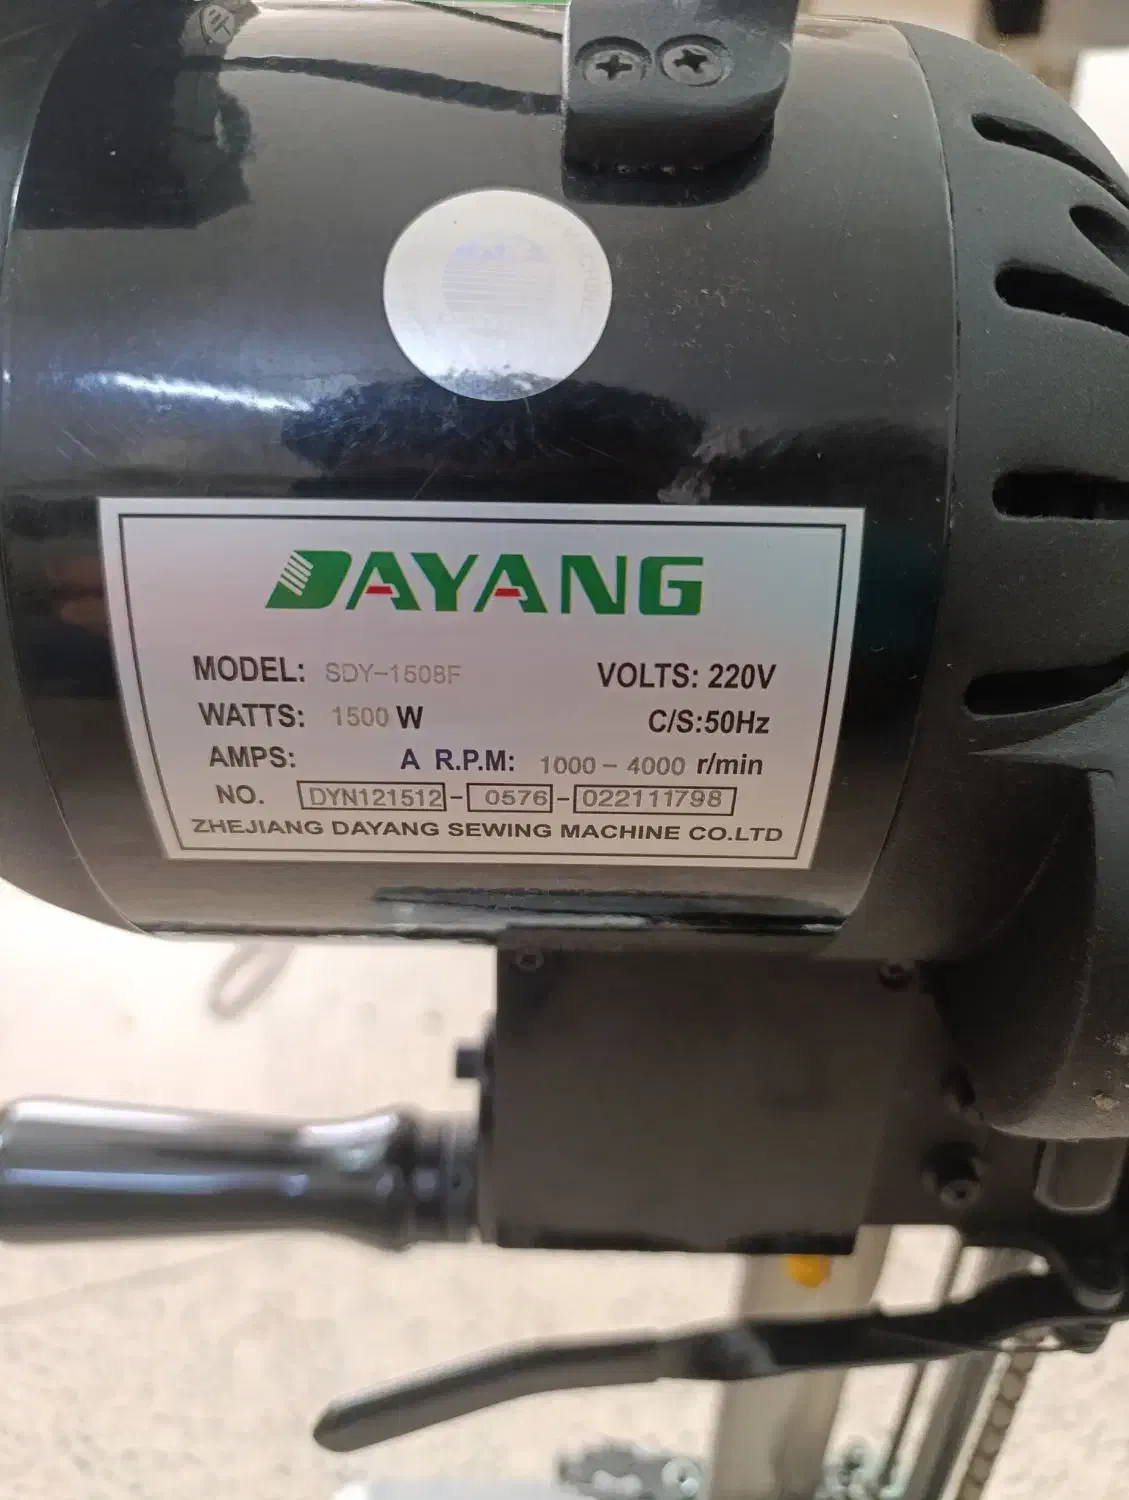 DAYANG
MODEL: SDY-1508F VOLTS: 220V
WATTS: 1500 W C/S:50Hz
AMPS: A R.P.M: 1000 - 4000 r/min
NO. DYN121512 - 0576 - 022111798
ZHEJIANG DAYANG SEWING MACHINE CO.LTD